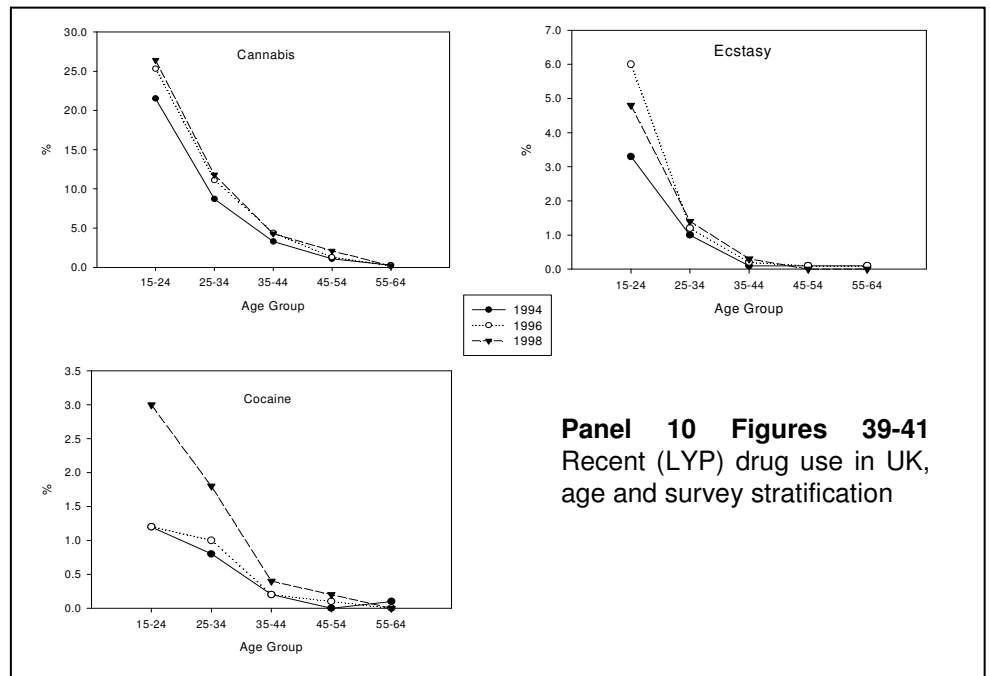 Cannabis
30.0
25.0
20.0
15.0
10.0
5.0
0.0
%
15-24 25-34 35-44 45-54 55-64
Age Group
Ecstasy
7.0
6.0
5.0
4.0
3.0
2.0
1.0
0.0
%
15-24 25-34 35-44 45-54 55-64
Age Group
1994
1996
1998
Cocaine
3.5
3.0
2.5
2.0
1.5
1.0
0.5
0.0
%
15-24 25-34 35-44 45-54 55-64
Age Group
Panel 10 Figures 39-41
Recent (LYP) drug use in UK,
age and survey stratification